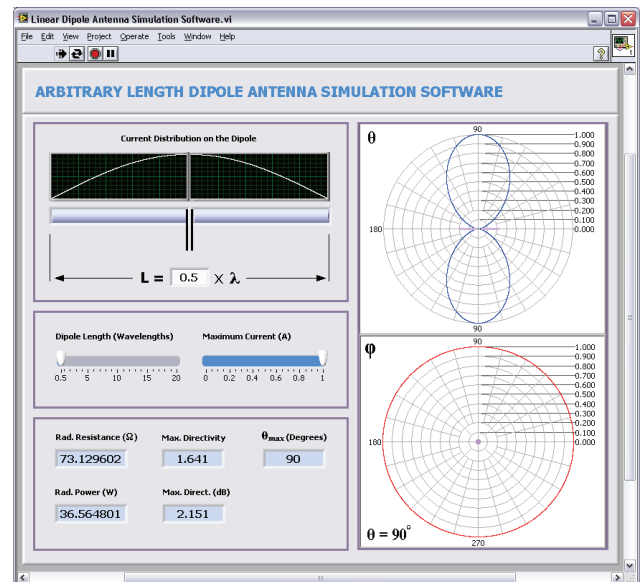 Linear Dipole Antenna Simulation Software.vi
File Edit View Project Operate Tools Window Help
?
1
ARBITRARY LENGTH DIPOLE ANTENNA SIMULATION SOFTWARE
Current Distribution on the Dipole
L = 0.5 × λ
Dipole Length (Wavelengths)
0.5 5 10 15 20
Maximum Current (A)
0 0.2 0.4 0.6 0.8 1
Rad. Resistance (Ω)
73.129602
Max. Directivity
1.641
θmax (Degrees)
90
Rad. Power (W)
36.564801
Max. Direct. (dB)
2.151
θ
90
1.000
0.900
0.800
0.700
0.600
0.500
0.400
0.300
0.200
0.100
0.000
180
90
φ
90
1.000
0.900
0.800
0.700
0.600
0.500
0.400
0.300
0.200
0.100
0.000
180
270
θ = 90°